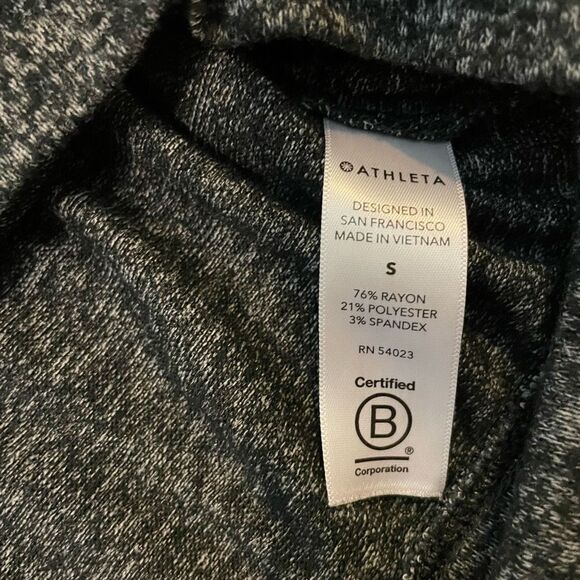 ATHLETA
DESIGNED IN
SAN FRANCISCO
MADE IN VIETNAM
S
76% RAYON
21% POLYESTER
3% SPANDEX
RN 54023
Certified
B
®
Corporation